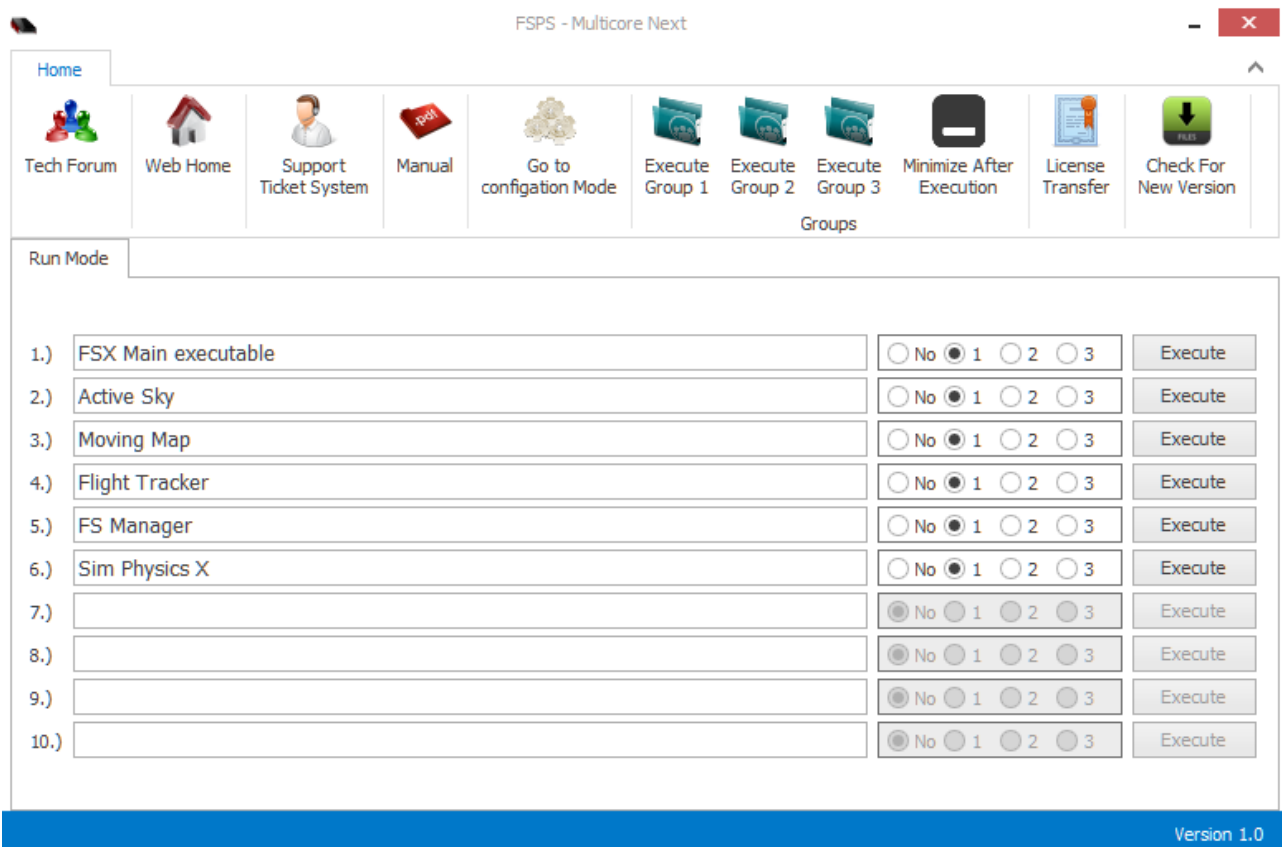 FSPS - Multicore Next
Home
Tech Forum
Web Home
Support
Ticket System
.pdf
Manual
Go to
configation Mode
Execute
Group 1
Execute
Group 2
Execute
Group 3
Minimize After
Execution
Groups
License
Transfer
FILES
Check For
New Version
Run Mode
1.) FSX Main executable No 1 2 3 Execute
2.) Active Sky No 1 2 3 Execute
3.) Moving Map No 1 2 3 Execute
4.) Flight Tracker No 1 2 3 Execute
5.) FS Manager No 1 2 3 Execute
6.) Sim Physics X No 1 2 3 Execute
7.) No 1 2 3 Execute
8.) No 1 2 3 Execute
9.) No 1 2 3 Execute
10.) No 1 2 3 Execute
Version 1.0